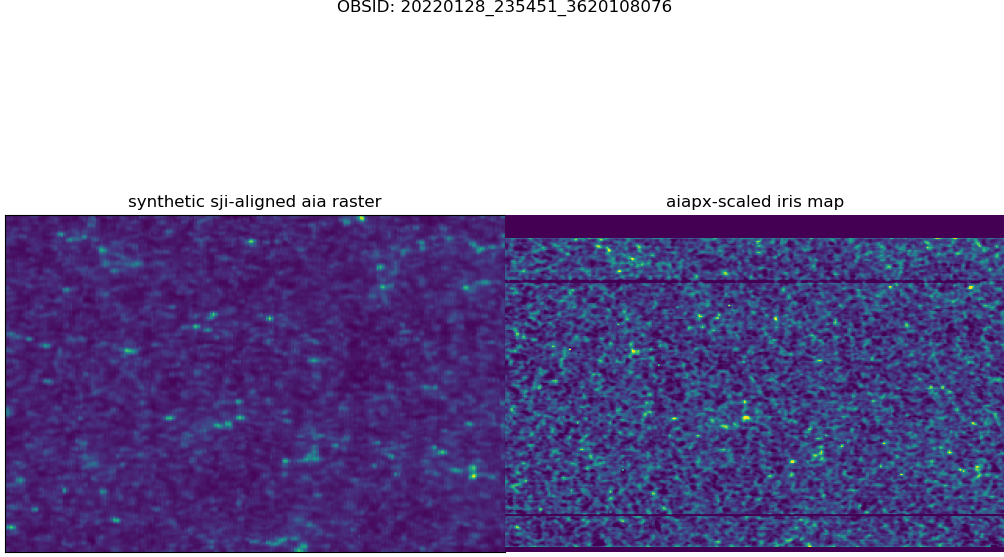 OBSID: 20220128_235451_3620108076
synthetic sji-aligned aia raster
aiapx-scaled iris map